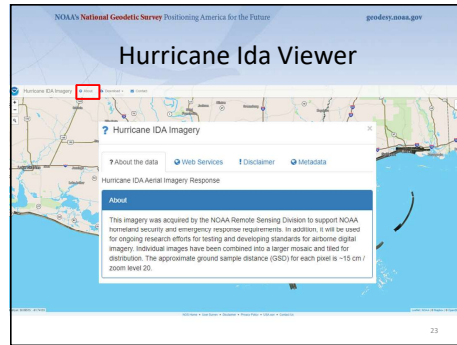 NOAA's National Geodetic Survey Positioning America for the Future
geodesy.noaa.gov
Hurricane Ida Viewer
Hurricane IDA Imagery
About
Download
Contact
? Hurricane IDA Imagery
×
? About the data
Web Services
! Disclaimer
Metadata
Hurricane IDA Aerial Imagery Response
About
This imagery was acquired by the NOAA Remote Sensing Division to support NOAA
homeland security and emergency response requirements. In addition, it will be used
for ongoing research efforts for testing and developing standards for airborne digital
imagery. Individual images have been combined into a larger mosaic and tiled for
distribution. The approximate ground sample distance (GSD) for each pixel is ~15 cm /
zoom level 20.
23